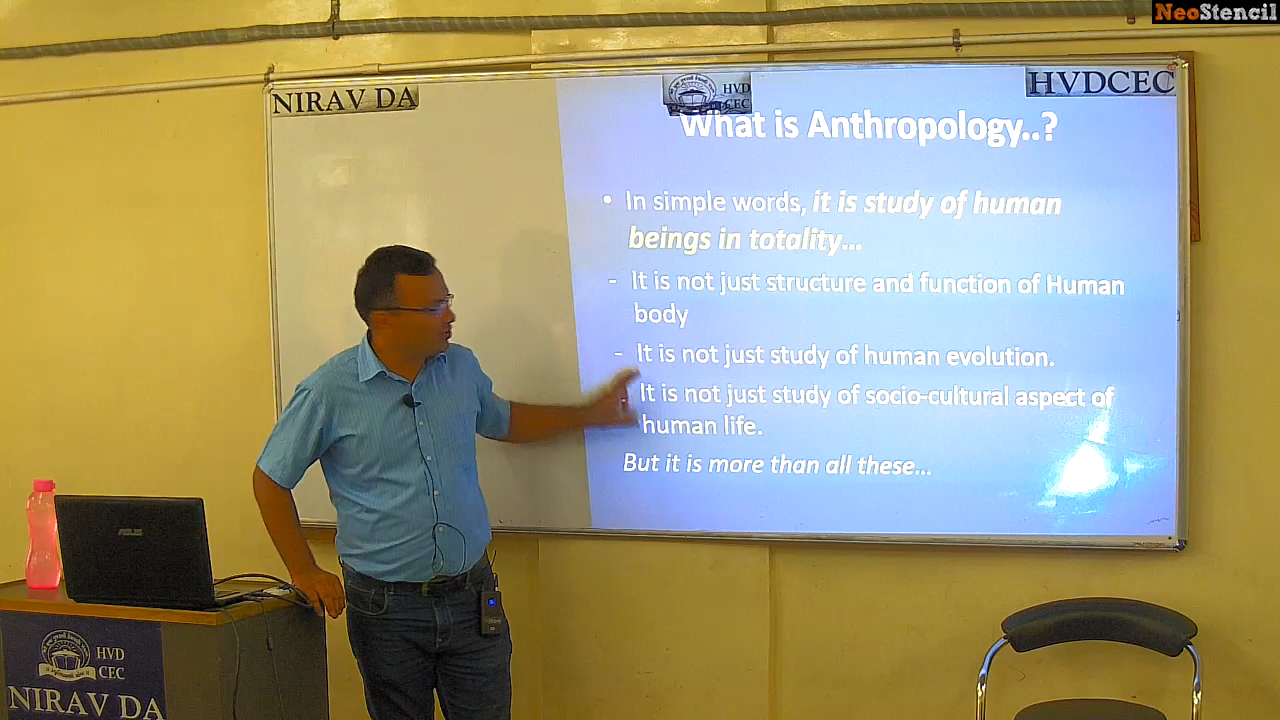 NeoStencil
NIRAV DA
HVD
CEC
HVDCEC
What is Anthropology..?
• In simple words, it is study of human
beings in totality...
- It is not just structure and function of Human
body
- It is not just study of human evolution.
It is not just study of socio-cultural aspect of
human life.
But it is more than all these...
ASUS
HVD
CEC
NIRAV DA